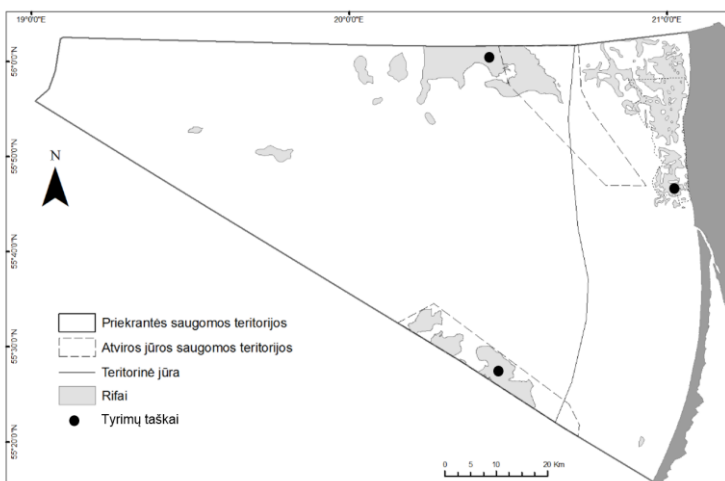 19°0'0"E
20°0'0"E
21°0'0"E
56°0'0"N
55°50'0"N
55°40'0"N
55°30'0"N
55°20'0"N
N
Priekrantės saugomos teritorijos
Atviros jūros saugomos teritorijos
Teritorinė jūra
Rifai
Tyrimų taškai
0 5 10 20 Km